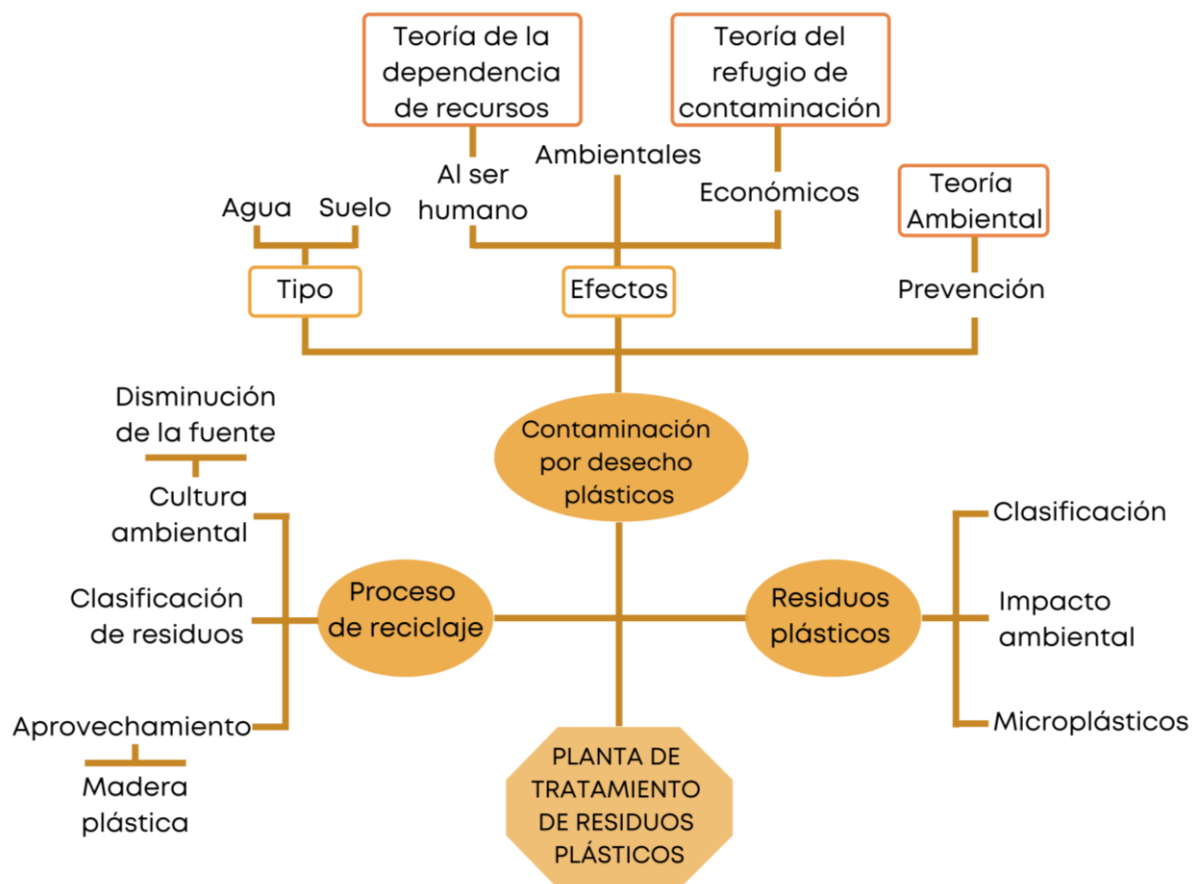 Teoría de la
dependencia
de recursos
Teoría del
refugio de
contaminación
Ambientales
Al ser
humano
Económicos
Teoría
Ambiental
Agua
Suelo
Tipo
Efectos
Prevención
Contaminación
por desecho
plásticos
Disminución
de la fuente
Cultura
ambiental
Clasificación
de residuos
Aprovechamiento
Madera
plástica
Proceso
de reciclaje
Residuos
plásticos
Clasificación
Impacto
ambiental
Microplásticos
PLANTA DE
TRATAMIENTO
DE RESIDUOS
PLÁSTICOS